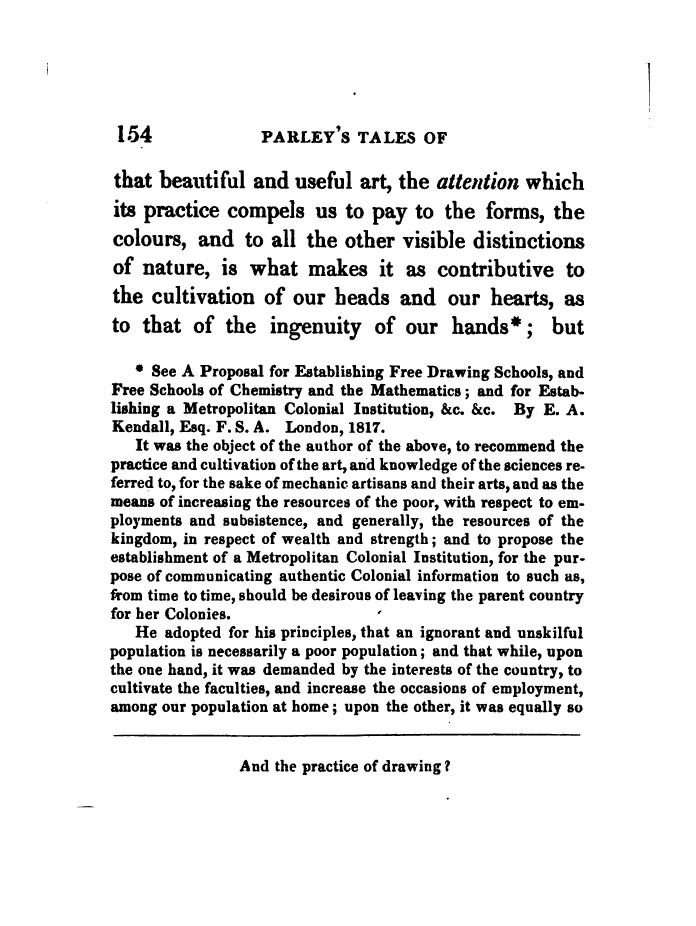 154 PARLEY'S TALES OF
that beautiful and useful art, the attention which
its practice compels us to pay to the forms, the
colours, and to all the other visible distinctions
of nature, is what makes it as contributive to
the cultivation of our heads and our hearts, as
to that of the ingenuity of our hands*; but
* See A Proposal for Establishing Free Drawing Schools, and
Free Schools of Chemistry and the Mathematics; and for Estab-
lishing a Metropolitan Colonial Institution, &c. &c. By E. A.
Kendall, Esq. F. S. A. London, 1817.
It was the object of the author of the above, to recommend the
practice and cultivation of the art, and knowledge of the sciences re-
ferred to, for the sake of mechanic artisans and their arts, and as the
means of increasing the resources of the poor, with respect to em-
ployments and subsistence, and generally, the resources of the
kingdom, in respect of wealth and strength; and to propose the
establishment of a Metropolitan Colonial Institution, for the pur-
pose of communicating authentic Colonial information to such as,
from time to time, should be desirous of leaving the parent country
for her Colonies.
He adopted for his principles, that an ignorant and unskilful
population is necessarily a poor population; and that while, upon
the one hand, it was demanded by the interests of the country, to
cultivate the faculties, and increase the occasions of employment,
among our population at home; upon the other, it was equally so
And the practice of drawing?